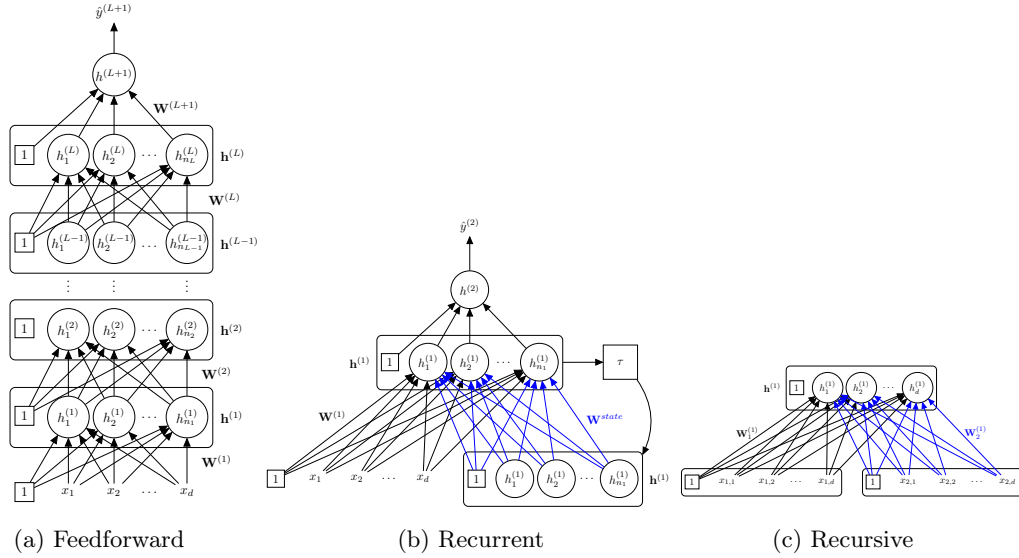 ŷ^(L+1)
h^(L+1)
W^(L+1)
1 h_1^(L) h_2^(L) ⋯ h_{n_L}^(L) h^(L)
W^(L)
1 h_1^(L-1) h_2^(L-1) ⋯ h_{n_{L-1}}^(L-1) h^(L-1)
⋮ ⋮ ⋮
1 h_1^(2) h_2^(2) ⋯ h_{n_2}^(2) h^(2)
W^(2)
1 h_1^(1) h_2^(1) ⋯ h_{n_1}^(1) h^(1)
W^(1)
1 x_1 x_2 ⋯ x_d
(a) Feedforward
ŷ^(2)
h^(2)
h^(1) 1 h_1^(1) h_2^(1) ⋯ h_{n_1}^(1) τ
W^(1) W^state
1 x_1 x_2 ⋯ x_d 1 h_1^(1) h_2^(1) ⋯ h_{n_1}^(1) h^(1)
(b) Recurrent
h^(1) 1 h_1^(1) h_2^(1) ⋯ h_d^(1)
W_1^(1) W_2^(1)
1 x_{1,1} x_{1,2} ⋯ x_{1,d} 1 x_{2,1} x_{2,2} ⋯ x_{2,d}
(c) Recursive